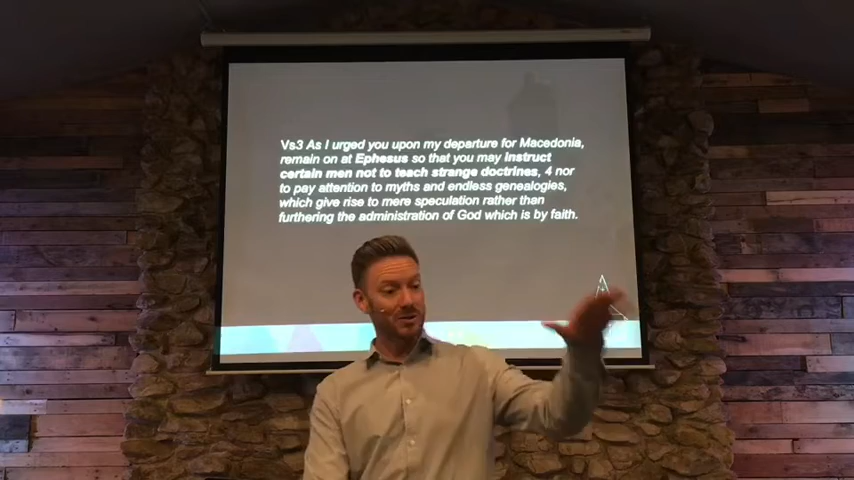 Vs3 As I urged you upon my departure for Macedonia,
remain on at Ephesus so that you may instruct
certain men not to teach strange doctrines, 4 nor
to pay attention to myths and endless genealogies,
which give rise to mere speculation rather than
furthering the administration of God which is by faith.